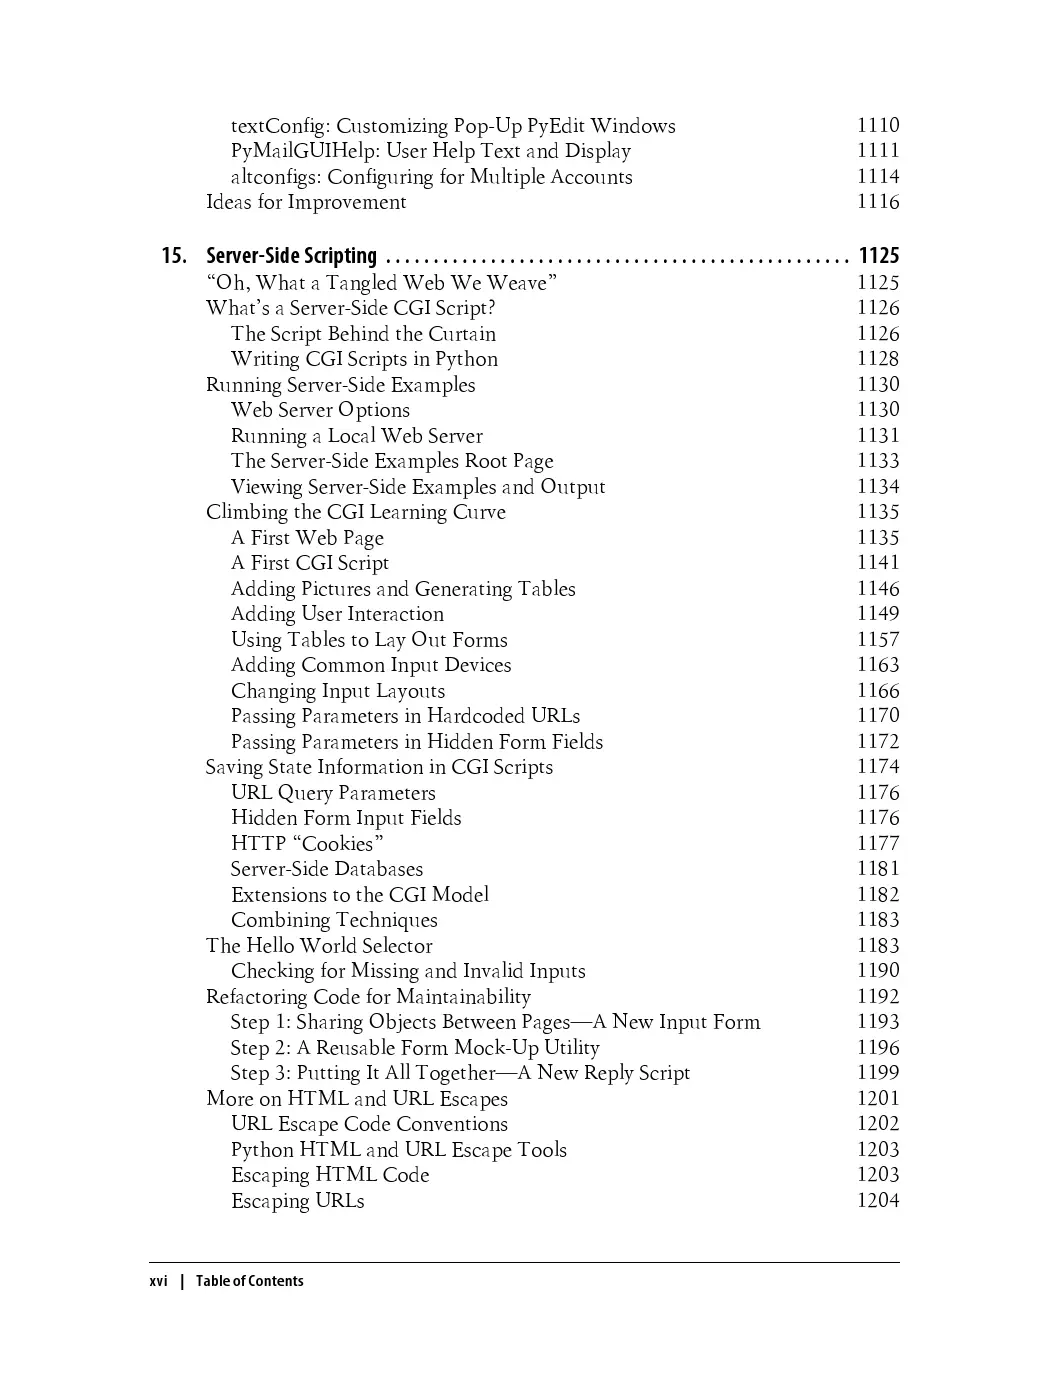 textConfig: Customizing Pop-Up PyEdit Windows 1110
PyMailGUIHelp: User Help Text and Display 1111
altconfigs: Configuring for Multiple Accounts 1114
Ideas for Improvement 1116
15. Server-Side Scripting . . . . . . . . . . . . . . . . . . . . . . . . . . . . . . . . . . . . . . . . . . . . . . . . . 1125
“Oh, What a Tangled Web We Weave” 1125
What’s a Server-Side CGI Script? 1126
The Script Behind the Curtain 1126
Writing CGI Scripts in Python 1128
Running Server-Side Examples 1130
Web Server Options 1130
Running a Local Web Server 1131
The Server-Side Examples Root Page 1133
Viewing Server-Side Examples and Output 1134
Climbing the CGI Learning Curve 1135
A First Web Page 1135
A First CGI Script 1141
Adding Pictures and Generating Tables 1146
Adding User Interaction 1149
Using Tables to Lay Out Forms 1157
Adding Common Input Devices 1163
Changing Input Layouts 1166
Passing Parameters in Hardcoded URLs 1170
Passing Parameters in Hidden Form Fields 1172
Saving State Information in CGI Scripts 1174
URL Query Parameters 1176
Hidden Form Input Fields 1176
HTTP “Cookies” 1177
Server-Side Databases 1181
Extensions to the CGI Model 1182
Combining Techniques 1183
The Hello World Selector 1183
Checking for Missing and Invalid Inputs 1190
Refactoring Code for Maintainability 1192
Step 1: Sharing Objects Between Pages—A New Input Form 1193
Step 2: A Reusable Form Mock-Up Utility 1196
Step 3: Putting It All Together—A New Reply Script 1199
More on HTML and URL Escapes 1201
URL Escape Code Conventions 1202
Python HTML and URL Escape Tools 1203
Escaping HTML Code 1203
Escaping URLs 1204
xvi | Table of Contents